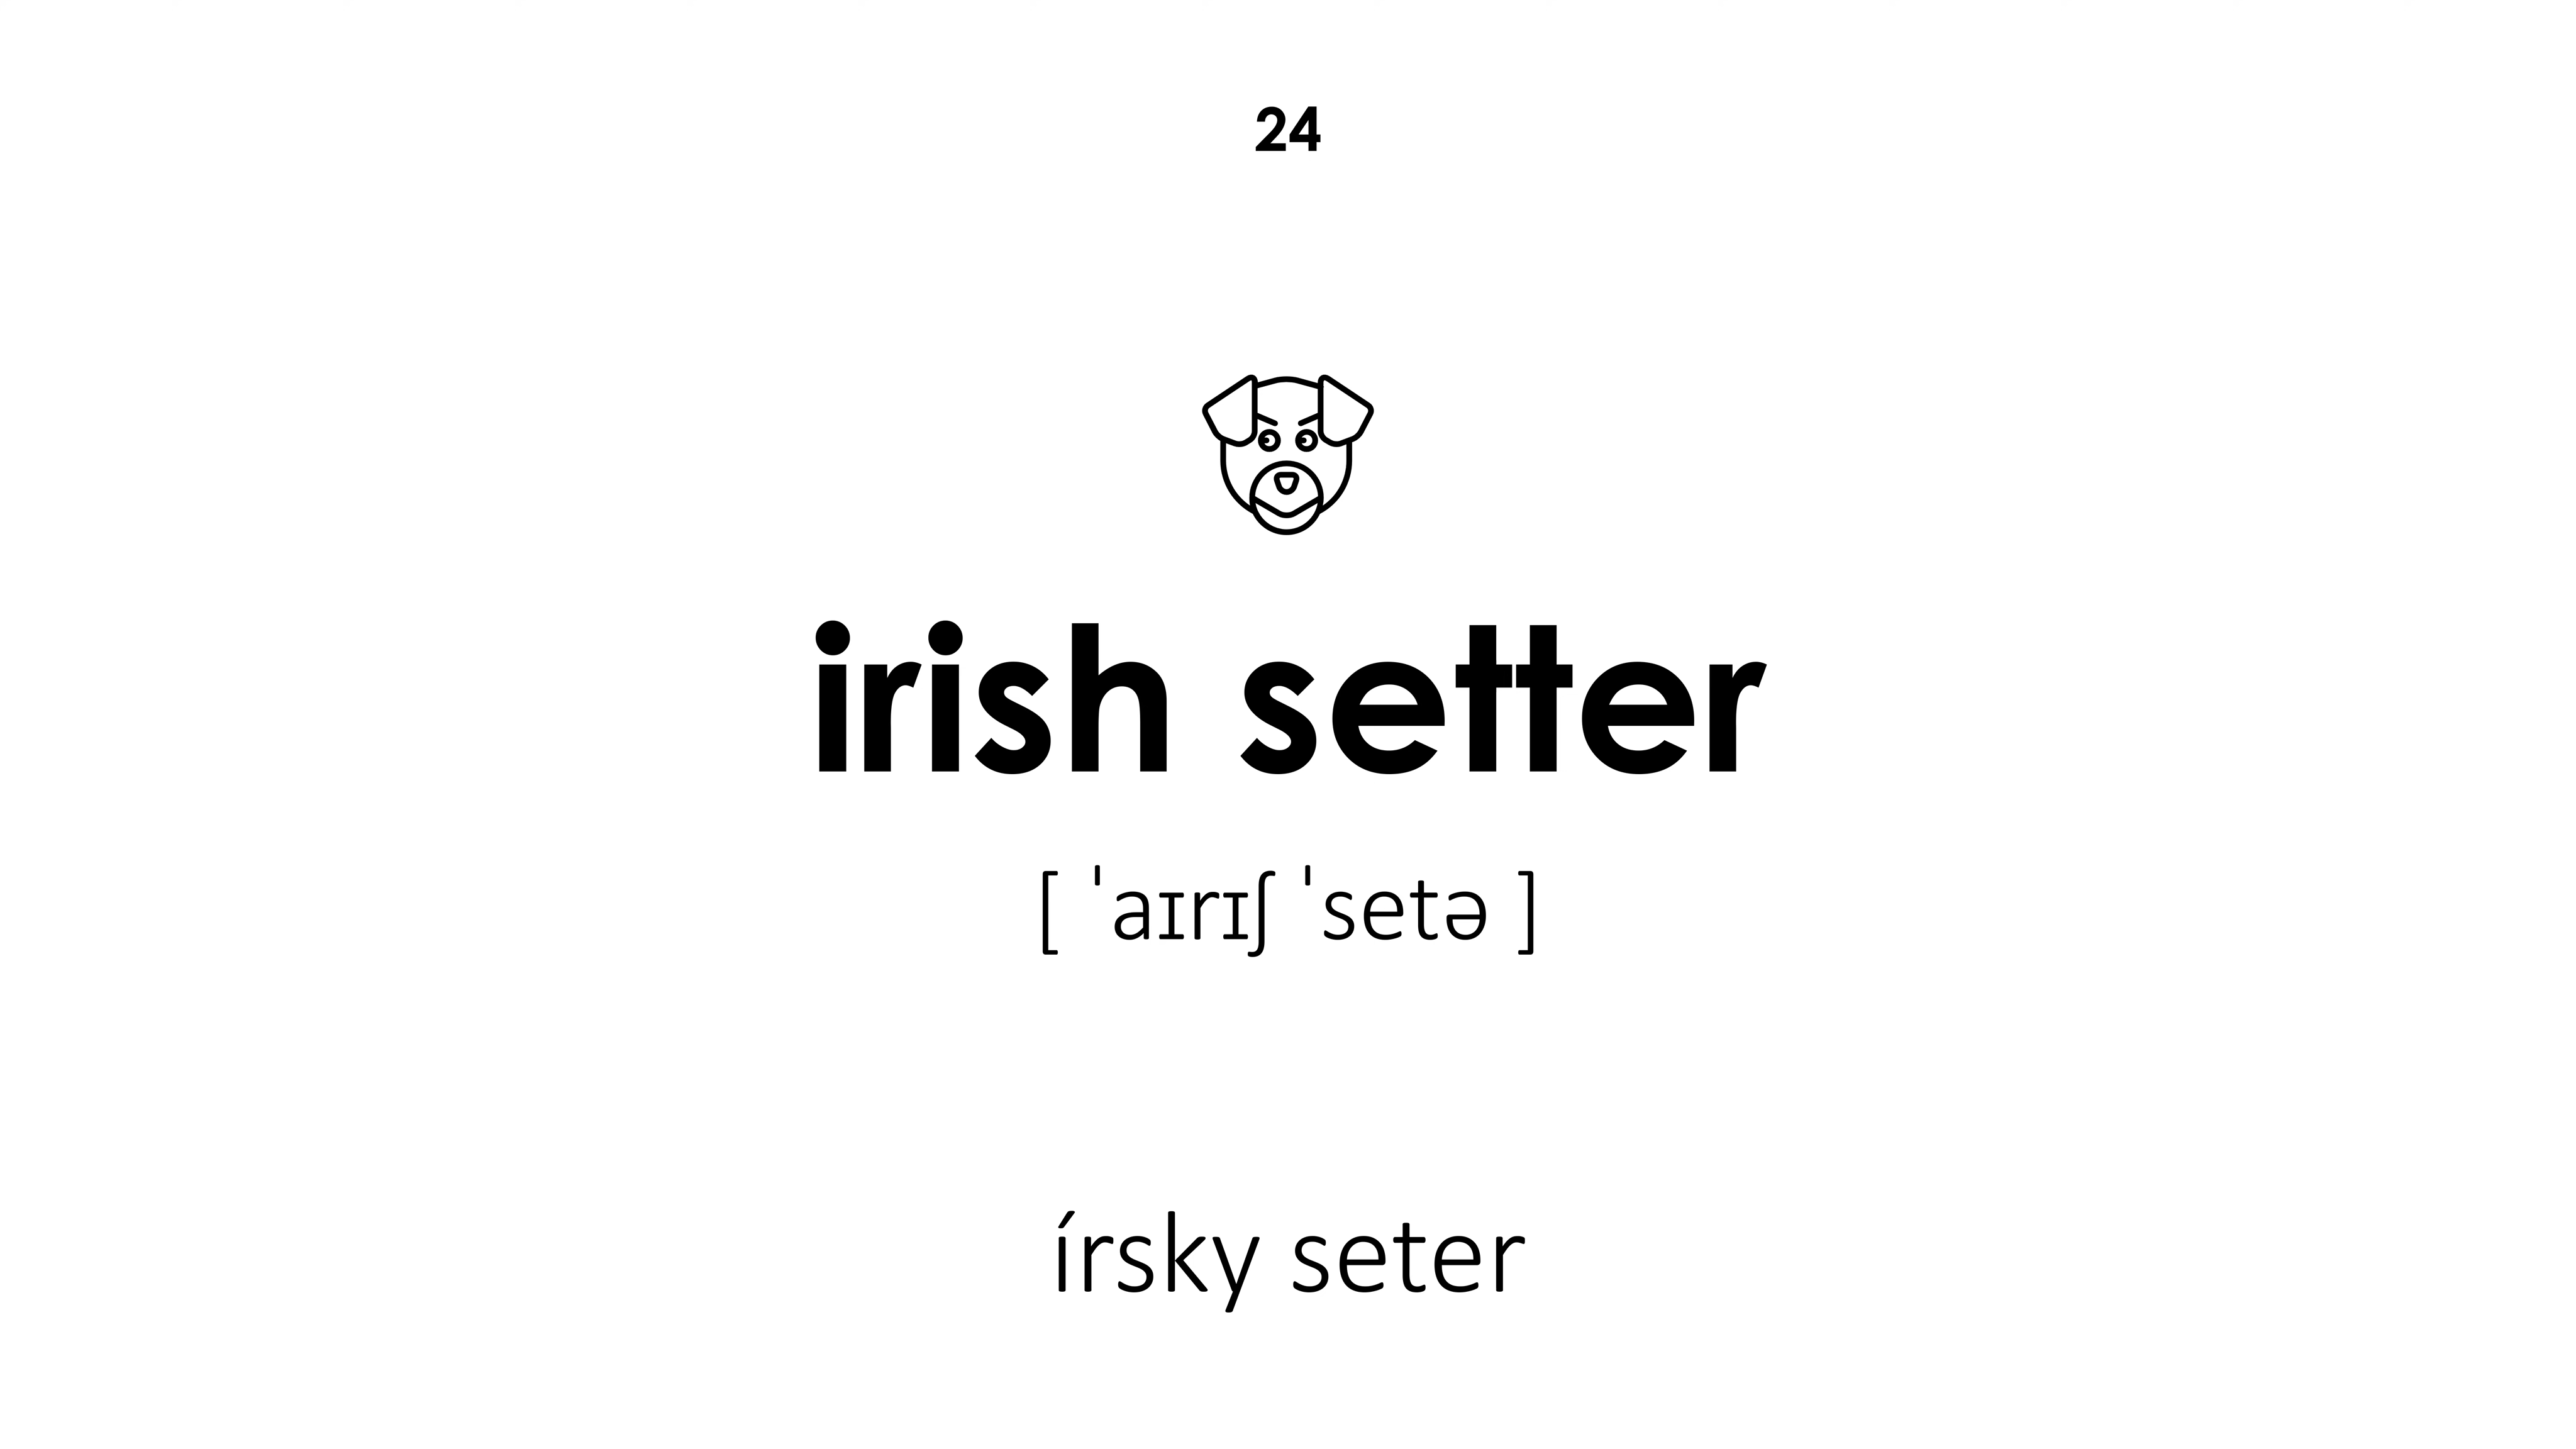 24
irish setter
[ ˈaɪrɪʃ ˈsetə ]
írsky seter